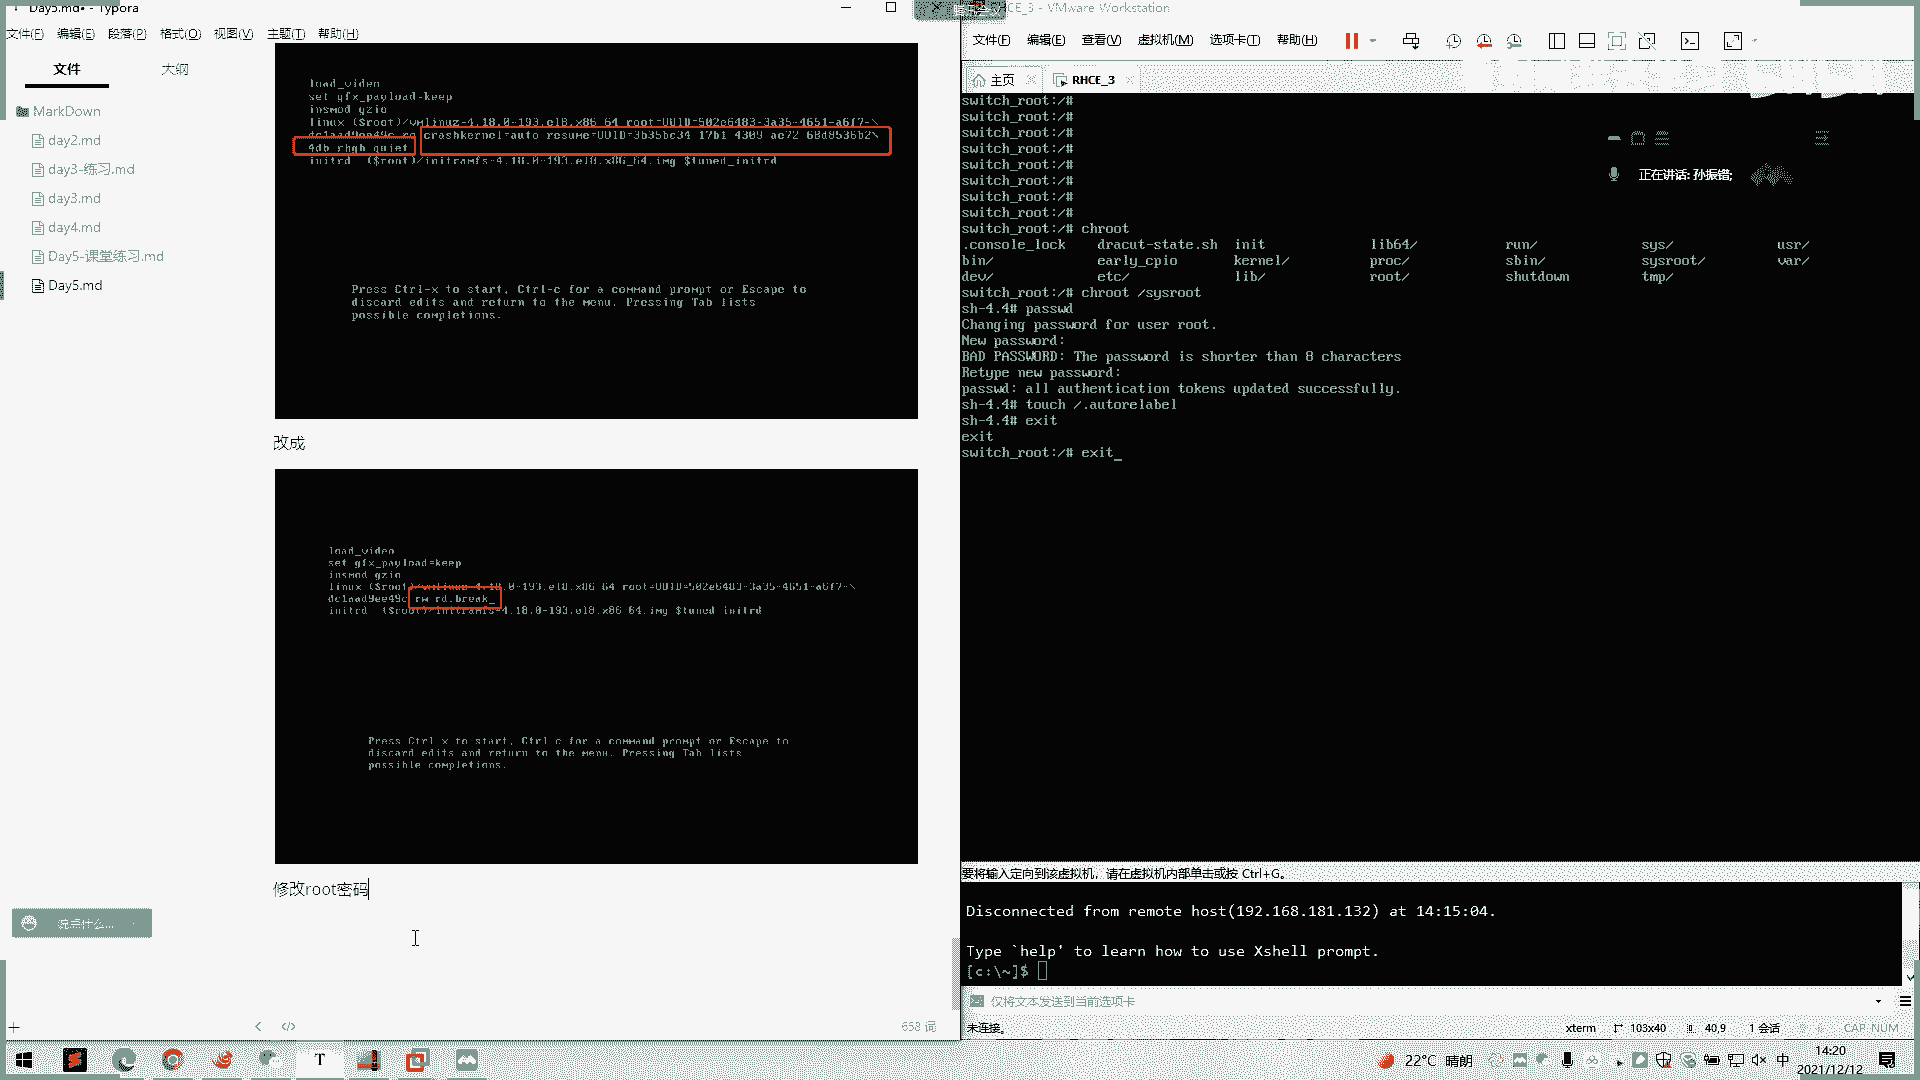 Day5.md• - Typora
文件(F) 编辑(E) 段落(P) 格式(O) 视图(V) 主题(T) 帮助(H)
文件 大纲
MarkDown
day2.md
day3-练习.md
day3.md
day4.md
Day5-课堂练习.md
Day5.md
load_video
set gfx_payload=keep
insmod gzio
linux ($root)/vmlinuz-4.18.0-193.el8.x86_64 root=UUID=502e6483-3a35-4651-a6f7-\
dc1aad9ee49c ro crashkernel=auto resume=UUID=3b35bc34-17b1-4309-ac72-68d8536b2\
4db rhgb quiet
initrd ($root)/initramfs-4.18.0-193.el8.x86_64.img $tuned_initrd
Press Ctrl-x to start, Ctrl-c for a command prompt or Escape to
discard edits and return to the menu. Pressing Tab lists
possible completions.
改成
load_video
set gfx_payload=keep
insmod gzio
linux ($root)/vmlinuz-4.18.0-193.el8.x86_64 root=UUID=502e6483-3a35-4651-a6f7-\
dc1aad9ee49c rw rd.break_
initrd ($root)/initramfs-4.18.0-193.el8.x86_64.img $tuned_initrd
Press Ctrl-x to start, Ctrl-c for a command prompt or Escape to
discard edits and return to the menu. Pressing Tab lists
possible completions.
修改root密码
说点什么...
658 词
RHCE_3 - VMware Workstation
文件(F) 编辑(E) 查看(V) 虚拟机(M) 选项卡(T) 帮助(H)
主页 RHCE_3
正在讲话: 孙振错;
switch_root:/#
switch_root:/#
switch_root:/#
switch_root:/#
switch_root:/#
switch_root:/#
switch_root:/#
switch_root:/#
switch_root:/# chroot
.console_lock dracut-state.sh init lib64/ run/ sys/ usr/
bin/ early_cpio kernel/ proc/ sbin/ sysroot/ var/
dev/ etc/ lib/ root/ shutdown tmp/
switch_root:/# chroot /sysroot
sh-4.4# passwd
Changing password for user root.
New password:
BAD PASSWORD: The password is shorter than 8 characters
Retype new password:
passwd: all authentication tokens updated successfully.
sh-4.4# touch /.autorelabel
sh-4.4# exit
exit
switch_root:/# exit_
要将输入定向到该虚拟机，请在虚拟机内部单击或按 Ctrl+G。
Disconnected from remote host(192.168.181.132) at 14:15:04.
Type `help' to learn how to use Xshell prompt.
[c:\~]$
仅将文本发送到当前选项卡
未连接。 xterm 103x40 40,9 1 会话 CAP NUM
22°C 晴朗 中 14:20
2021/12/12